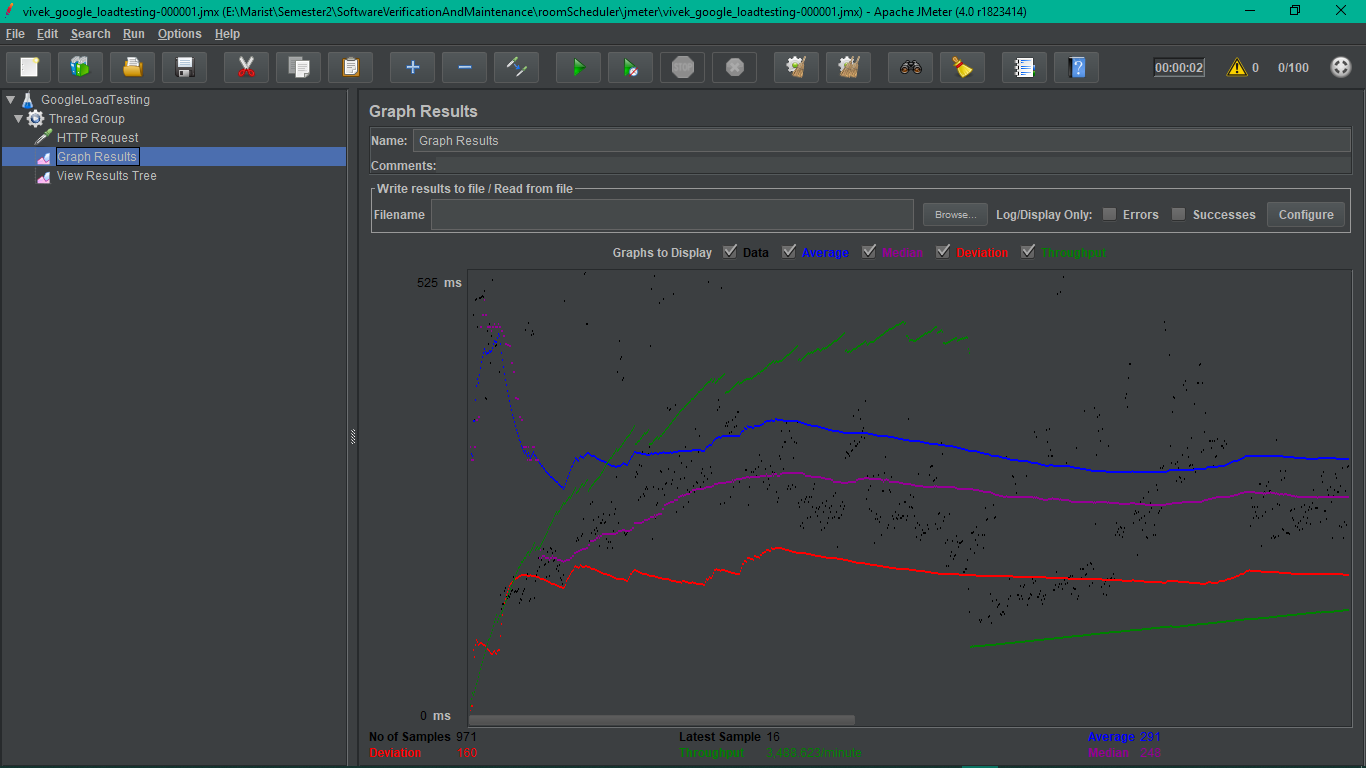 vivek_google_loadtesting-000001.jmx (E:\Marist\Semester2\SoftwareVerificationAndMaintenance\roomScheduler\jmeter\vivek_google_loadtesting-000001.jmx) - Apache JMeter (4.0 r1823414)
File Edit Search Run Options Help
STOP 00:00:02 0 0/100
GoogleLoadTesting
Thread Group
HTTP Request
Graph Results
View Results Tree
Graph Results
Name: Graph Results
Comments:
Write results to file / Read from file
Filename Browse... Log/Display Only: Errors Successes Configure
Graphs to Display Data Average Median Deviation Throughput
525 ms
0 ms
No of Samples 971 Latest Sample 16 Average 291
Deviation 160 Throughput 3,488.623/minute Median